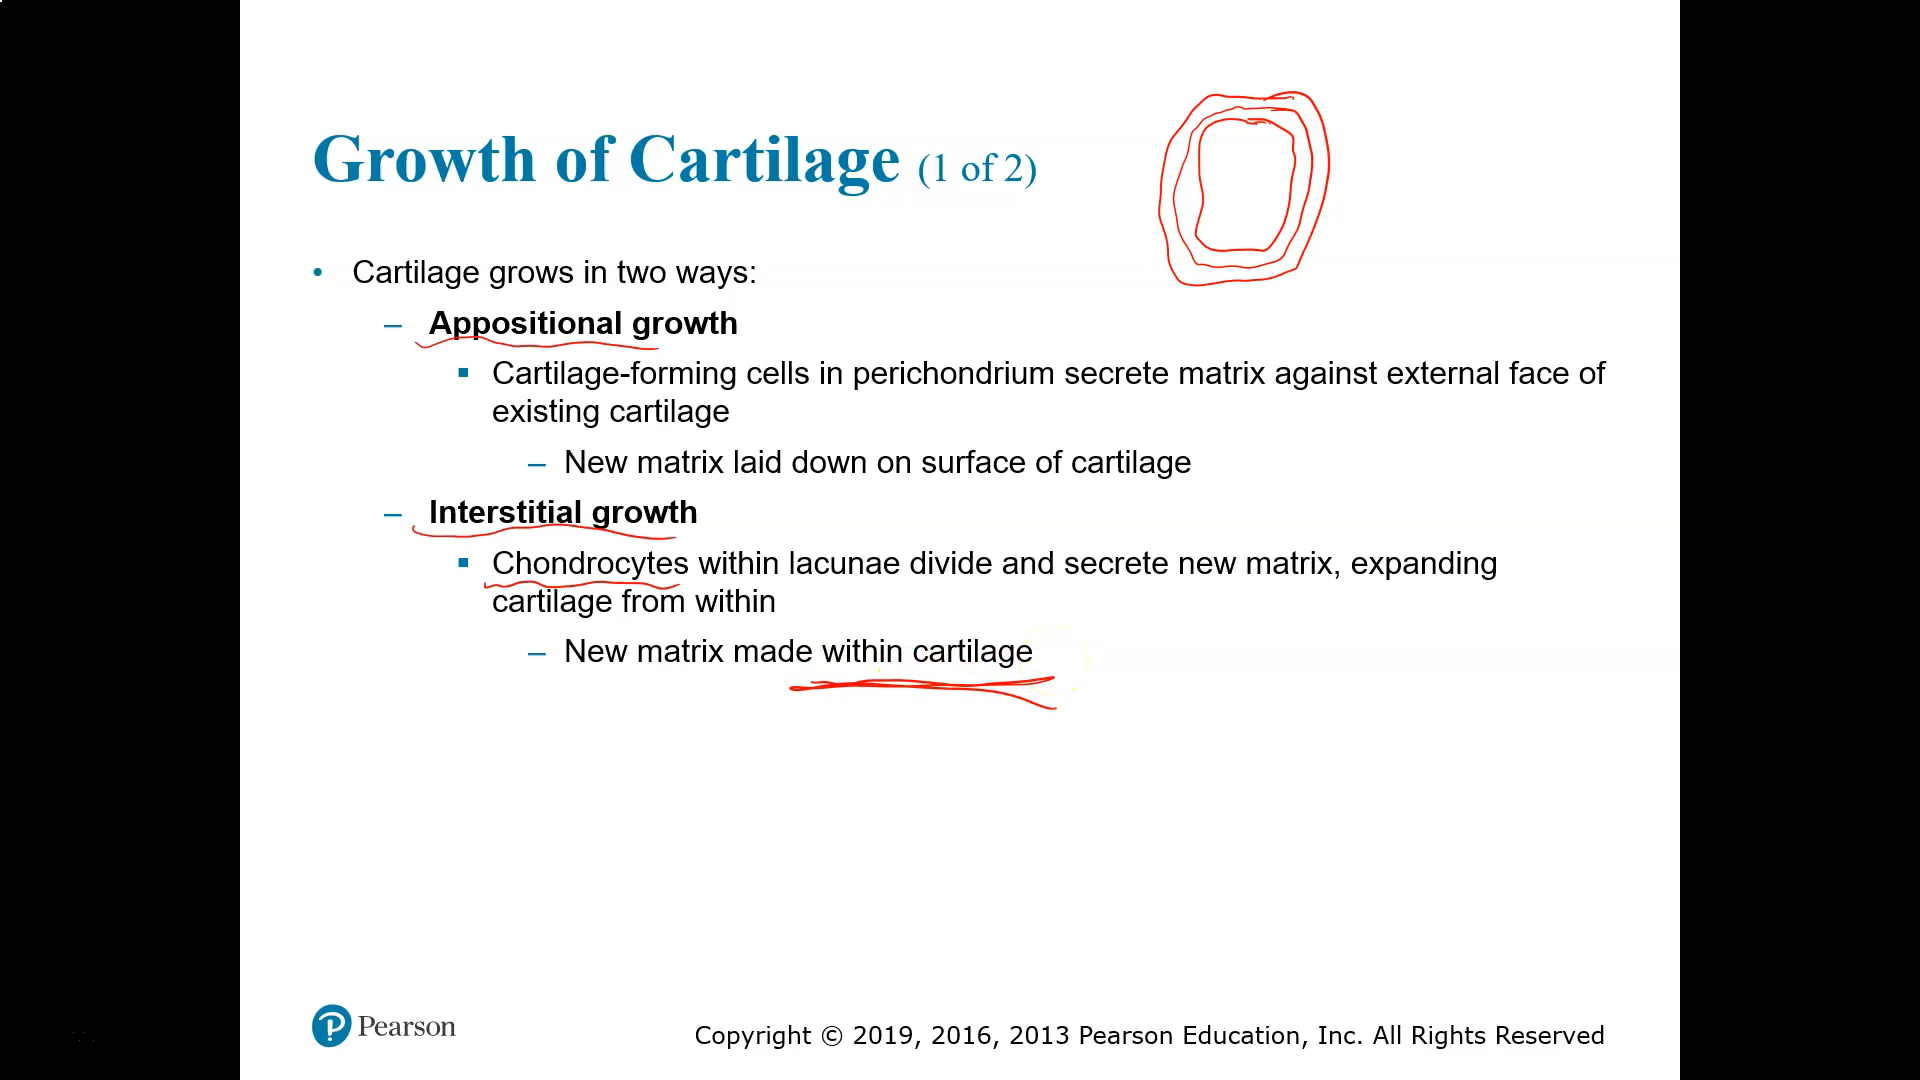 Growth of Cartilage (1 of 2)
• Cartilage grows in two ways:
– Appositional growth
▪ Cartilage-forming cells in perichondrium secrete matrix against external face of
existing cartilage
– New matrix laid down on surface of cartilage
– Interstitial growth
▪ Chondrocytes within lacunae divide and secrete new matrix, expanding
cartilage from within
– New matrix made within cartilage
Pearson
Copyright © 2019, 2016, 2013 Pearson Education, Inc. All Rights Reserved